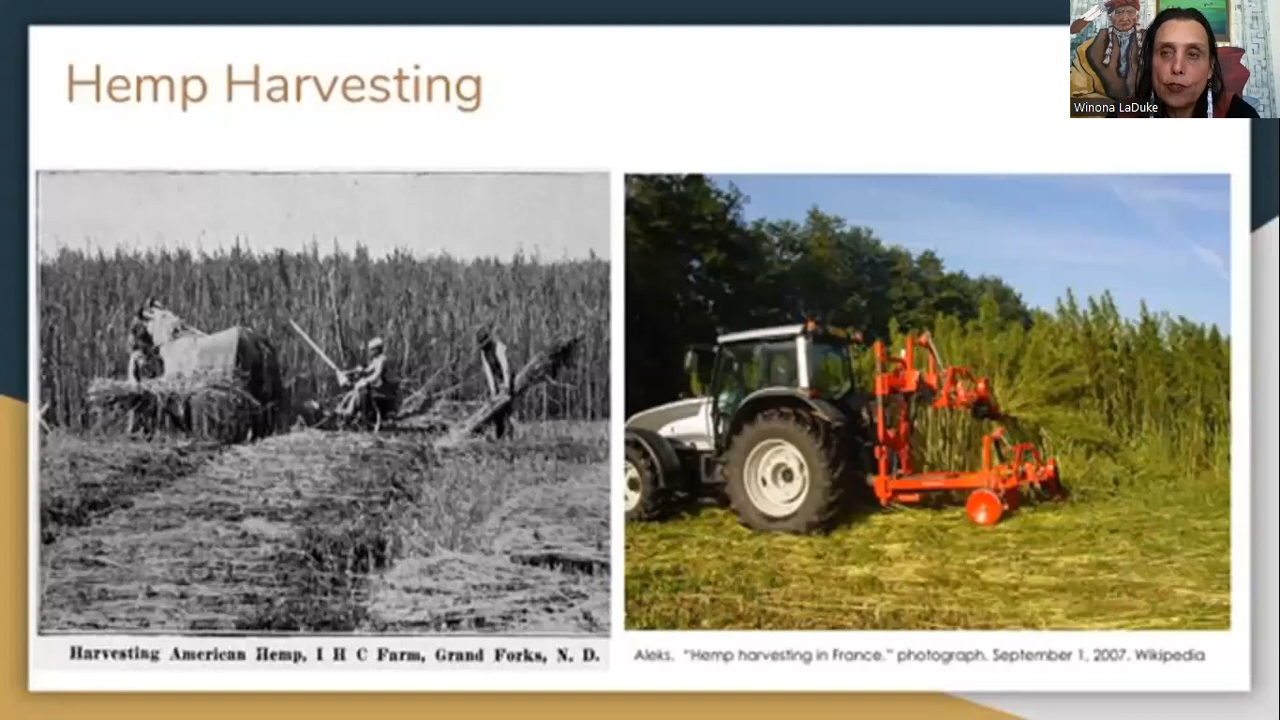 Hemp Harvesting
Winona LaDuke
Harvesting American Hemp, I H C Farm, Grand Forks, N. D.
Aleks. "Hemp harvesting in France." photograph. September 1, 2007. Wikipedia